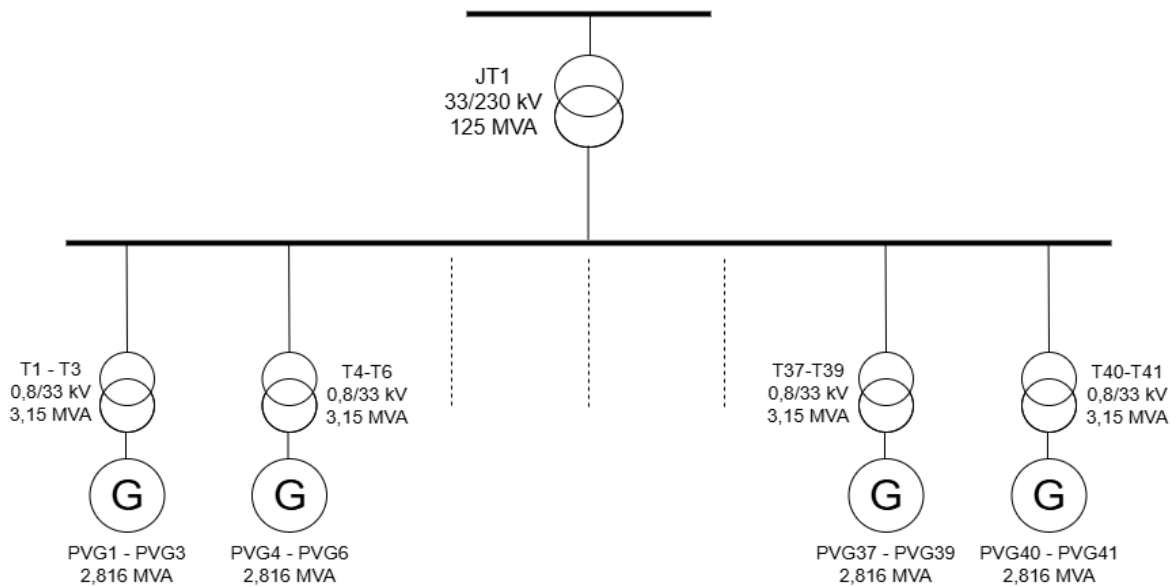 JT1
33/230 kV
125 MVA
T1 - T3
0,8/33 kV
3,15 MVA
T4-T6
0,8/33 kV
3,15 MVA
T37-T39
0,8/33 kV
3,15 MVA
T40-T41
0,8/33 kV
3,15 MVA
G
G
G
G
PVG1 - PVG3
2,816 MVA
PVG4 - PVG6
2,816 MVA
PVG37 - PVG39
2,816 MVA
PVG40 - PVG41
2,816 MVA